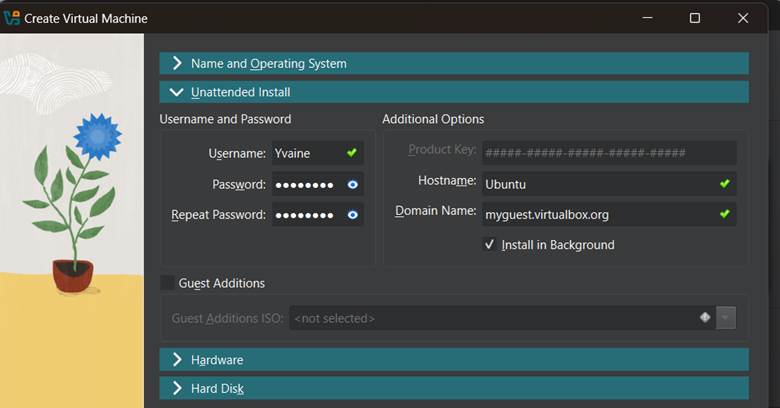 Create Virtual Machine
Name and Operating System
Unattended Install
Username and Password
Username: Yvaine
Password: ●●●●●●●●
Repeat Password: ●●●●●●●●
Additional Options
Product Key: #####-#####-#####-#####-#####
Hostname: Ubuntu
Domain Name: myguest.virtualbox.org
Install in Background
Guest Additions
Guest Additions ISO: <not selected>
Hardware
Hard Disk